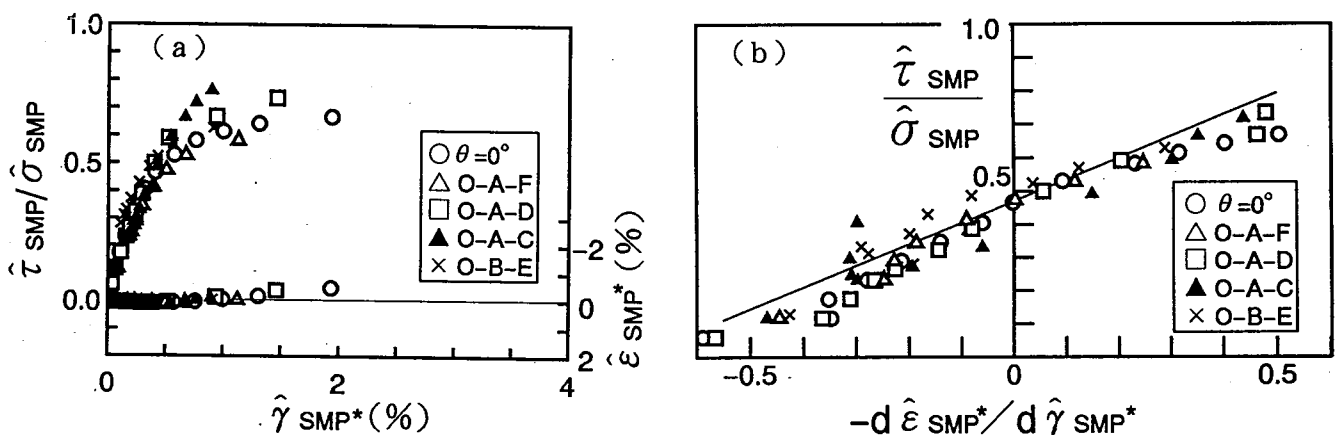 (a)
1.0
0.5
0.0
τ̂ SMP/σ̂ SMP
θ=0°
O-A-F
O-A-D
O-A-C
O-B-E
-2
0
2
ε̂ SMP* (%)
0
2
4
γ̂ SMP* (%)
(b)
1.0
τ̂ SMP
σ̂ SMP
0.5
θ=0°
O-A-F
O-A-D
O-A-C
O-B-E
-0.5
0
0.5
-d ε̂ SMP*/d γ̂ SMP*